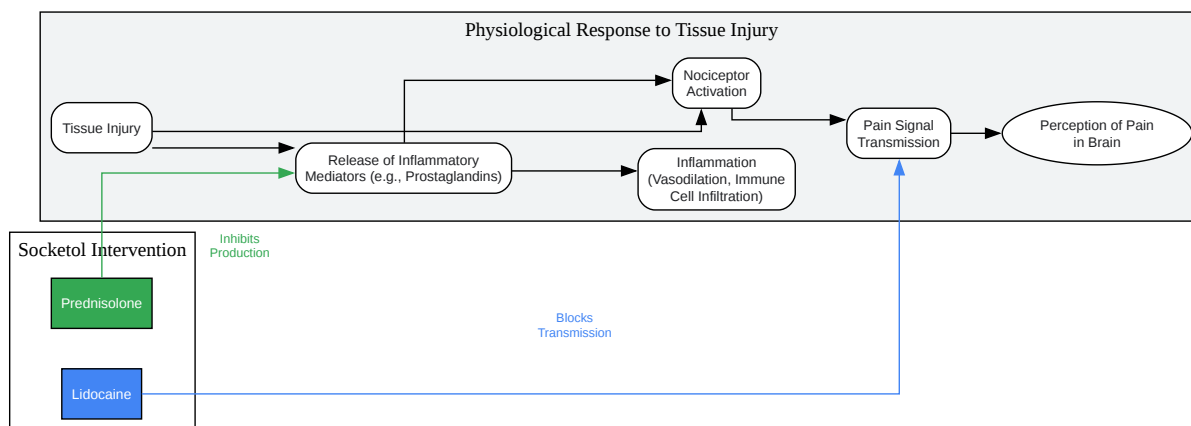 Physiological Response to Tissue Injury
Nociceptor
Activation
Tissue Injury
Pain Signal
Transmission
Perception of Pain
in Brain
Release of Inflammatory
Mediators (e.g., Prostaglandins)
Inflammation
(Vasodilation, Immune
Cell Infiltration)
Socketol Intervention
Inhibits
Production
Prednisolone
Blocks
Transmission
Lidocaine